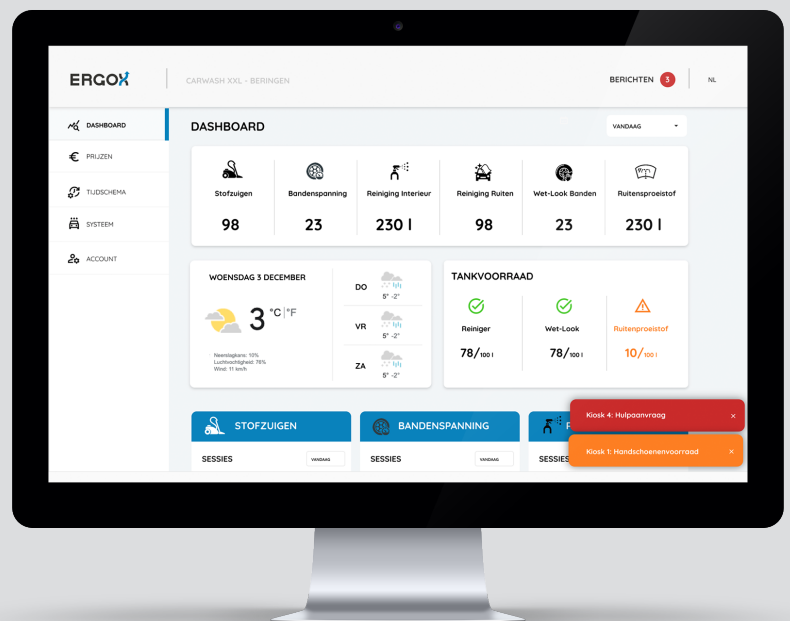 ERGOX
CARWASH XXL - BERINGEN
BERICHTEN 3
NL
DASHBOARD
PRIJZEN
TIJDSCHEMA
SYSTEEM
ACCOUNT
DASHBOARD
VANDAAG
Stofzuigen
Bandenspanning
Reiniging Interieur
Reiniging Ruiten
Wet-Look Banden
Ruitensproeistof
98
23
230 l
98
23
230 l
WOENSDAG 3 DECEMBER
3 °C | °F
Neerslagkans: 10%
Luchtvochtigheid: 76%
Wind: 11 km/h
DO
5° -2°
VR
5° -2°
ZA
5° -2°
TANKVOORRAAD
Reiniger
Wet-Look
Ruitenproeistof
78/100 l
78/100 l
10/100 l
STOFZUIGEN
SESSIES
VANDAAG
BANDENSPANNING
SESSIES
VANDAAG
SESSIES
Kiosk 4: Hulpaanvraag ×
Kiosk 1: Handschoenenvoorraad ×